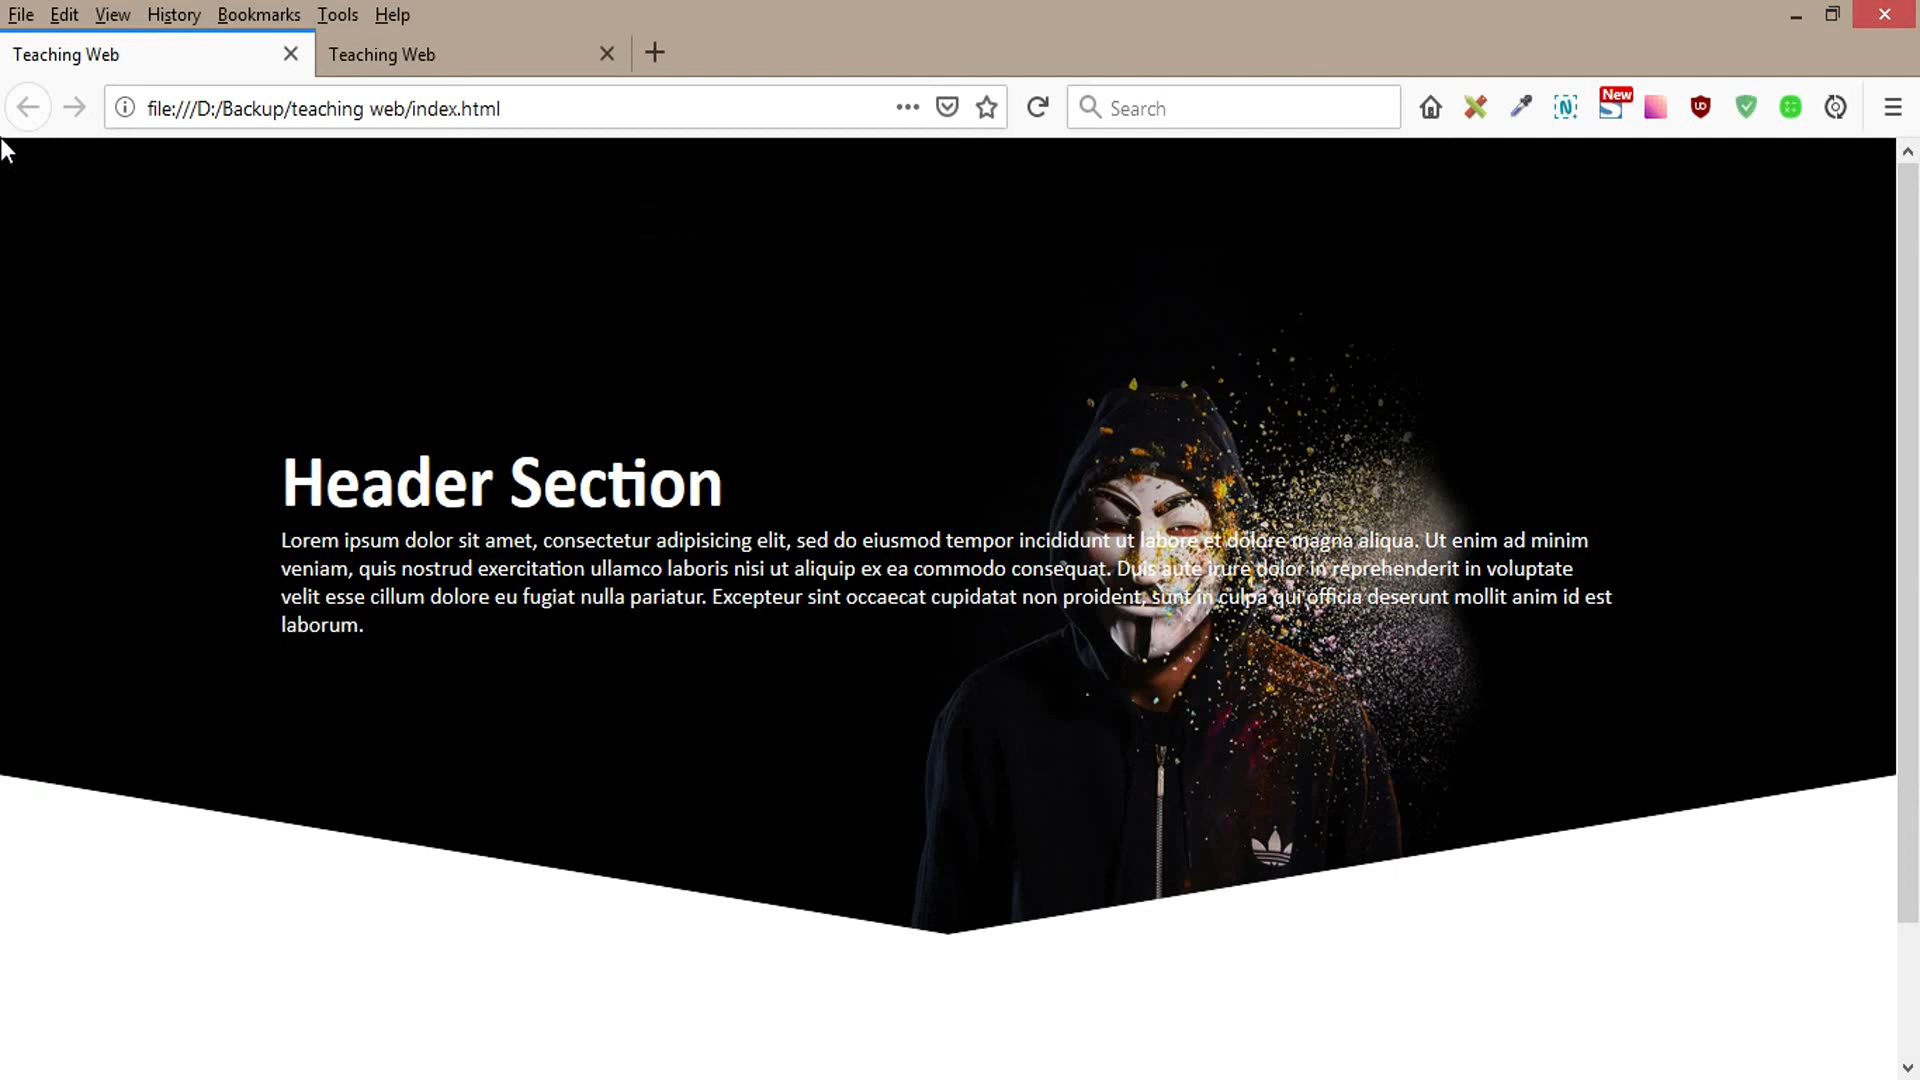 File Edit View History Bookmarks Tools Help
Teaching Web Teaching Web
file:///D:/Backup/teaching web/index.html Search New UD
Header Section
Lorem ipsum dolor sit amet, consectetur adipisicing elit, sed do eiusmod tempor incididunt ut labore et dolore magna aliqua. Ut enim ad minim
veniam, quis nostrud exercitation ullamco laboris nisi ut aliquip ex ea commodo consequat. Duis aute irure dolor in reprehenderit in voluptate
velit esse cillum dolore eu fugiat nulla pariatur. Excepteur sint occaecat cupidatat non proident, sunt in culpa qui officia deserunt mollit anim id est
laborum.